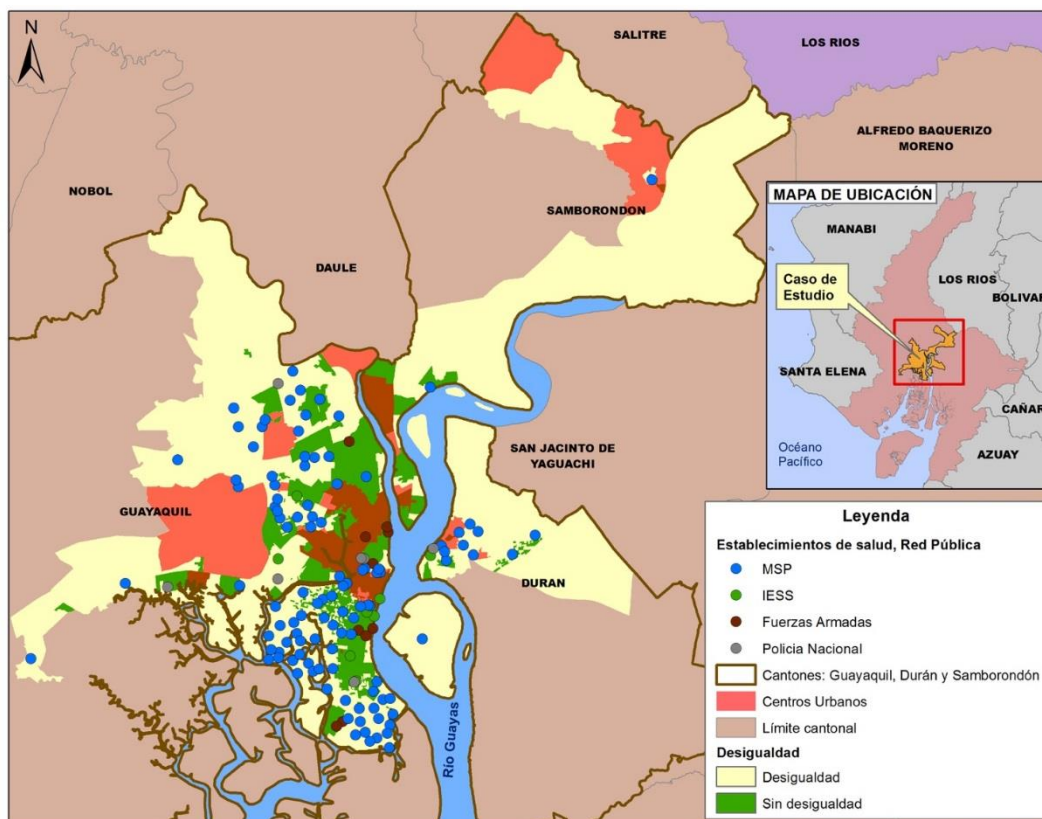 N
SALITRE
LOS RIOS
ALFREDO BAQUERIZO
MORENO
NOBOL
SAMBORONDON
DAULE
SAN JACINTO DE
YAGUACHI
GUAYAQUIL
DURAN
Río Guayas
MAPA DE UBICACIÓN
MANABI
Caso de
Estudio
LOS RIOS
BOLIVAR
SANTA ELENA
CAÑAR
Océano
Pacífico
AZUAY
Leyenda
Establecimientos de salud, Red Pública
MSP
IESS
Fuerzas Armadas
Policia Nacional
Cantones: Guayaquil, Durán y Samborondón
Centros Urbanos
Límite cantonal
Desigualdad
Desigualdad
Sin desigualdad